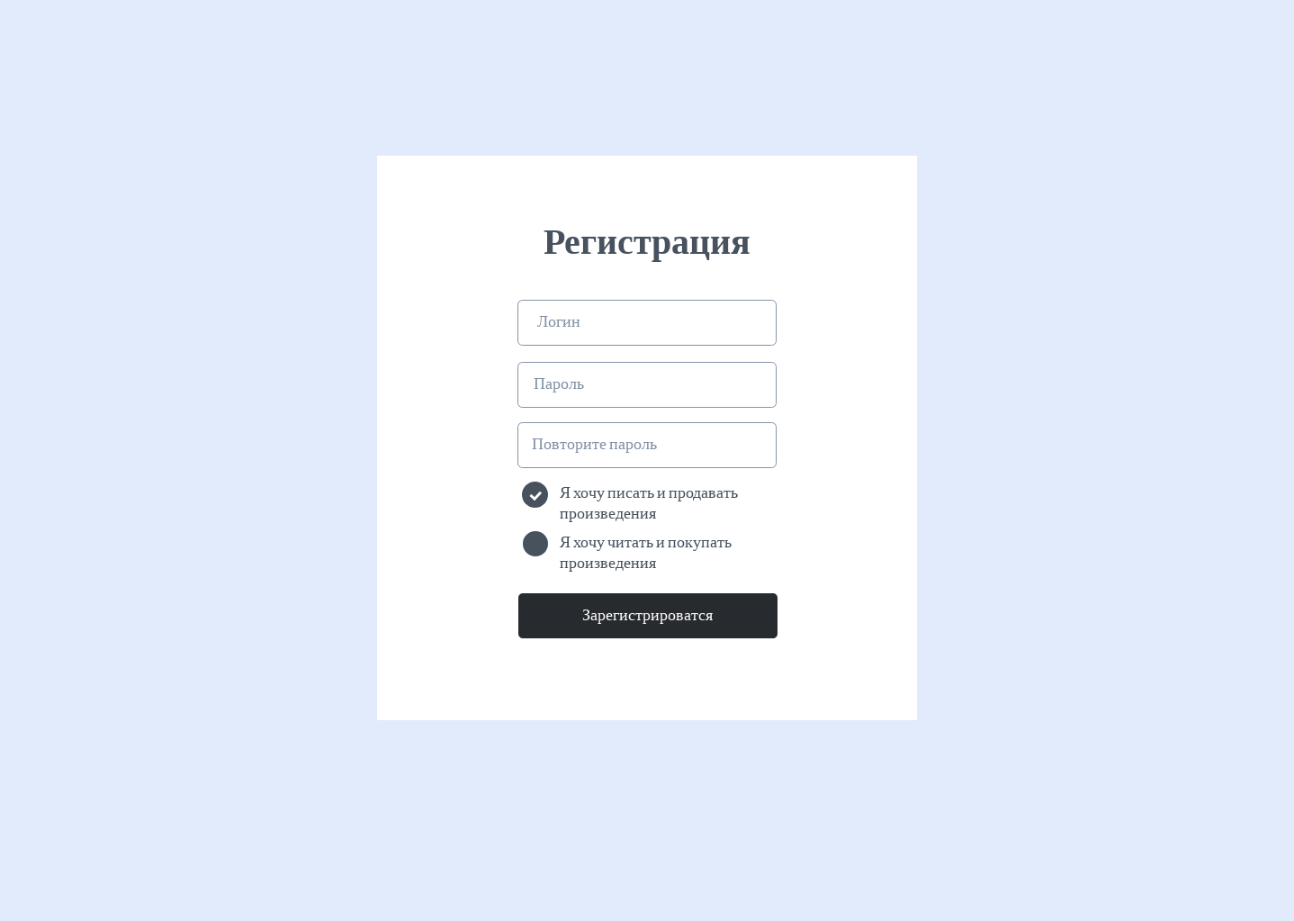 Регистрация
Логин
Пароль
Повторите пароль
Я хочу писать и продавать
произведения
Я хочу читать и покупать
произведения
Зарегистрироватся